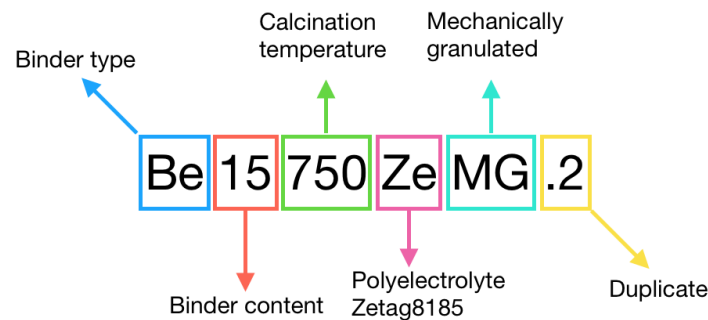 Calcination
temperature
Mechanically
granulated
Binder type
Be 15 750 Ze MG .2
Binder content
Polyelectrolyte
Zetag8185
Duplicate